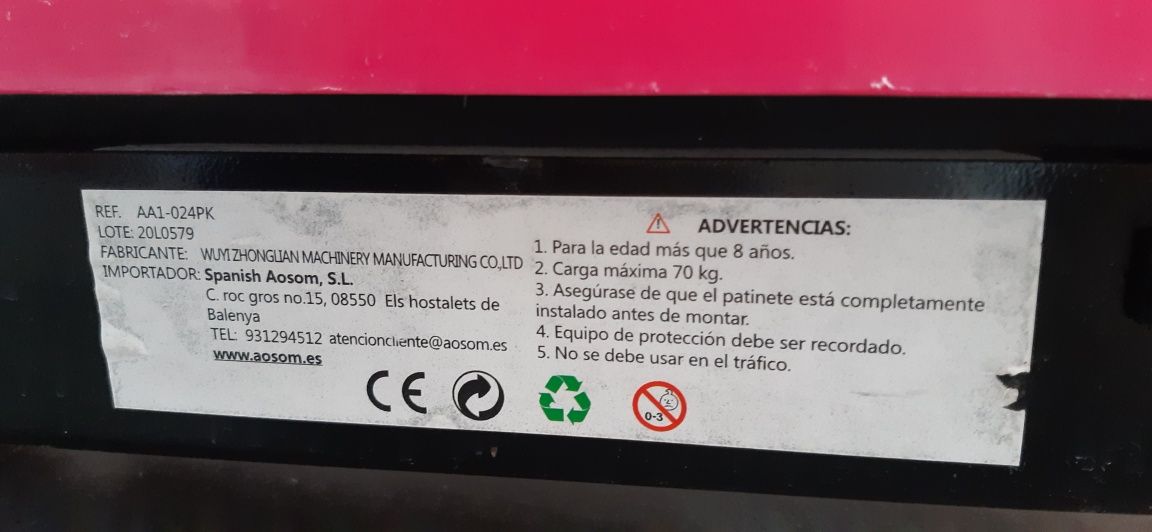 REF. AA1-024PK
LOTE: 20L0579
FABRICANTE: WUYI ZHONGLIAN MACHINERY MANUFACTURING CO.,LTD
IMPORTADOR: Spanish Aosom, S.L.
C. roc gros no.15, 08550 Els hostalets de
Balenya
TEL: 931294512 atencioncliente@aosom.es
www.aosom.es
ADVERTENCIAS:
1. Para la edad más que 8 años.
2. Carga máxima 70 kg.
3. Asegúrase de que el patinete está completamente
instalado antes de montar.
4. Equipo de protección debe ser recordado.
5. No se debe usar en el tráfico.
CE
0-3